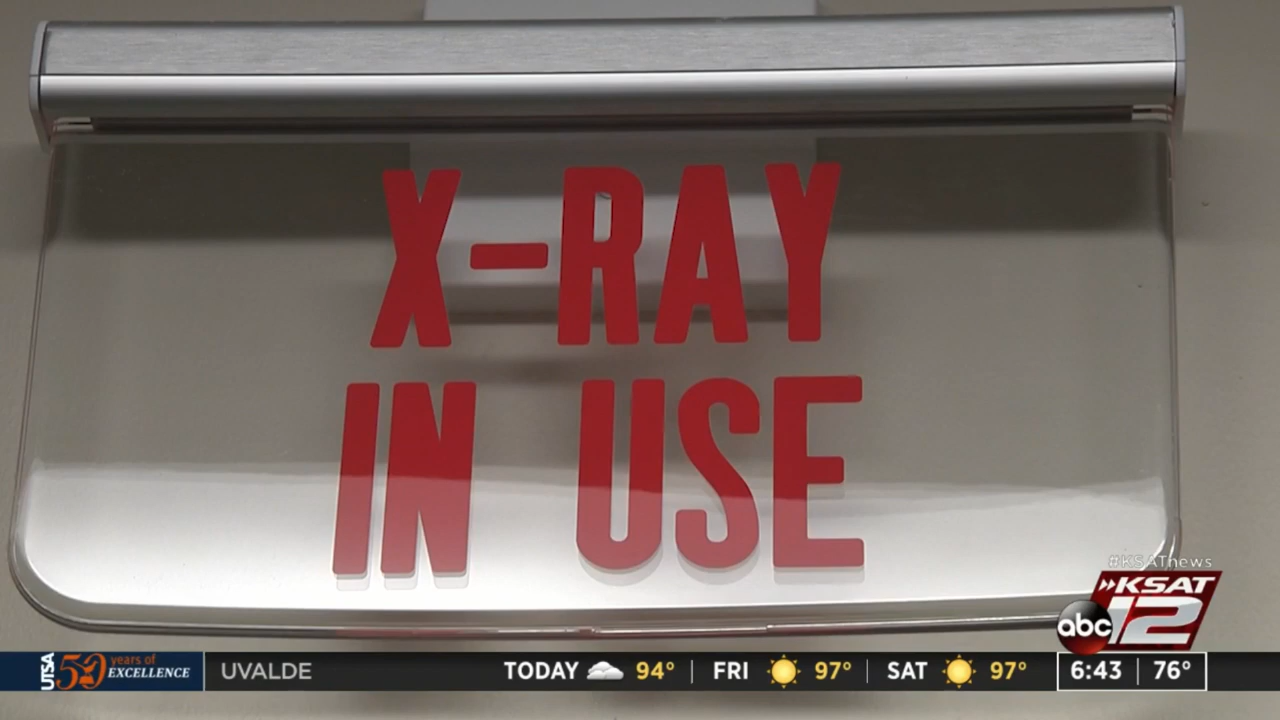 X-RAY
IN USE
#KSATnews
»KSAT
abc 12
UTSA 50 years of EXCELLENCE
UVALDE
TODAY 94° | FRI 97° | SAT 97°
6:43 | 76°